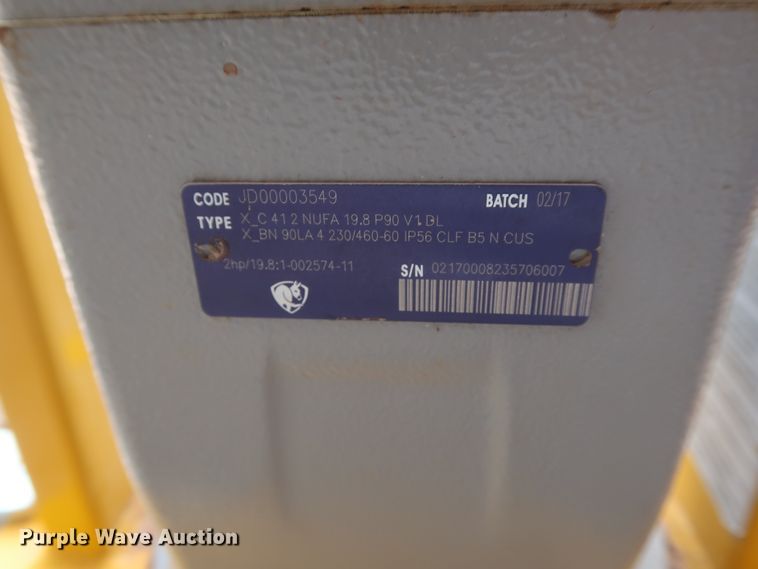 CODE JD00003549 BATCH 02/17
TYPE X_C 41 2 NUFA 19.8 P90 V1 DL
X_BN 90LA 4 230/460-60 IP56 CLF B5 N CUS
2hp/19.8:1-002574-11
S/N 02170008235706007
Purple Wave Auction